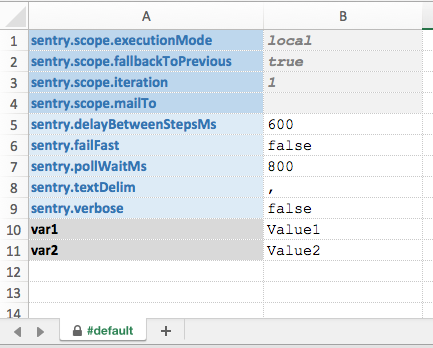 A B
1 sentry.scope.executionMode local
2 sentry.scope.fallbackToPrevious true
3 sentry.scope.iteration 1
4 sentry.scope.mailTo
5 sentry.delayBetweenStepsMs 600
6 sentry.failFast false
7 sentry.pollWaitMs 800
8 sentry.textDelim ,
9 sentry.verbose false
10 var1 Value1
11 var2 Value2
12
13
14
#default +